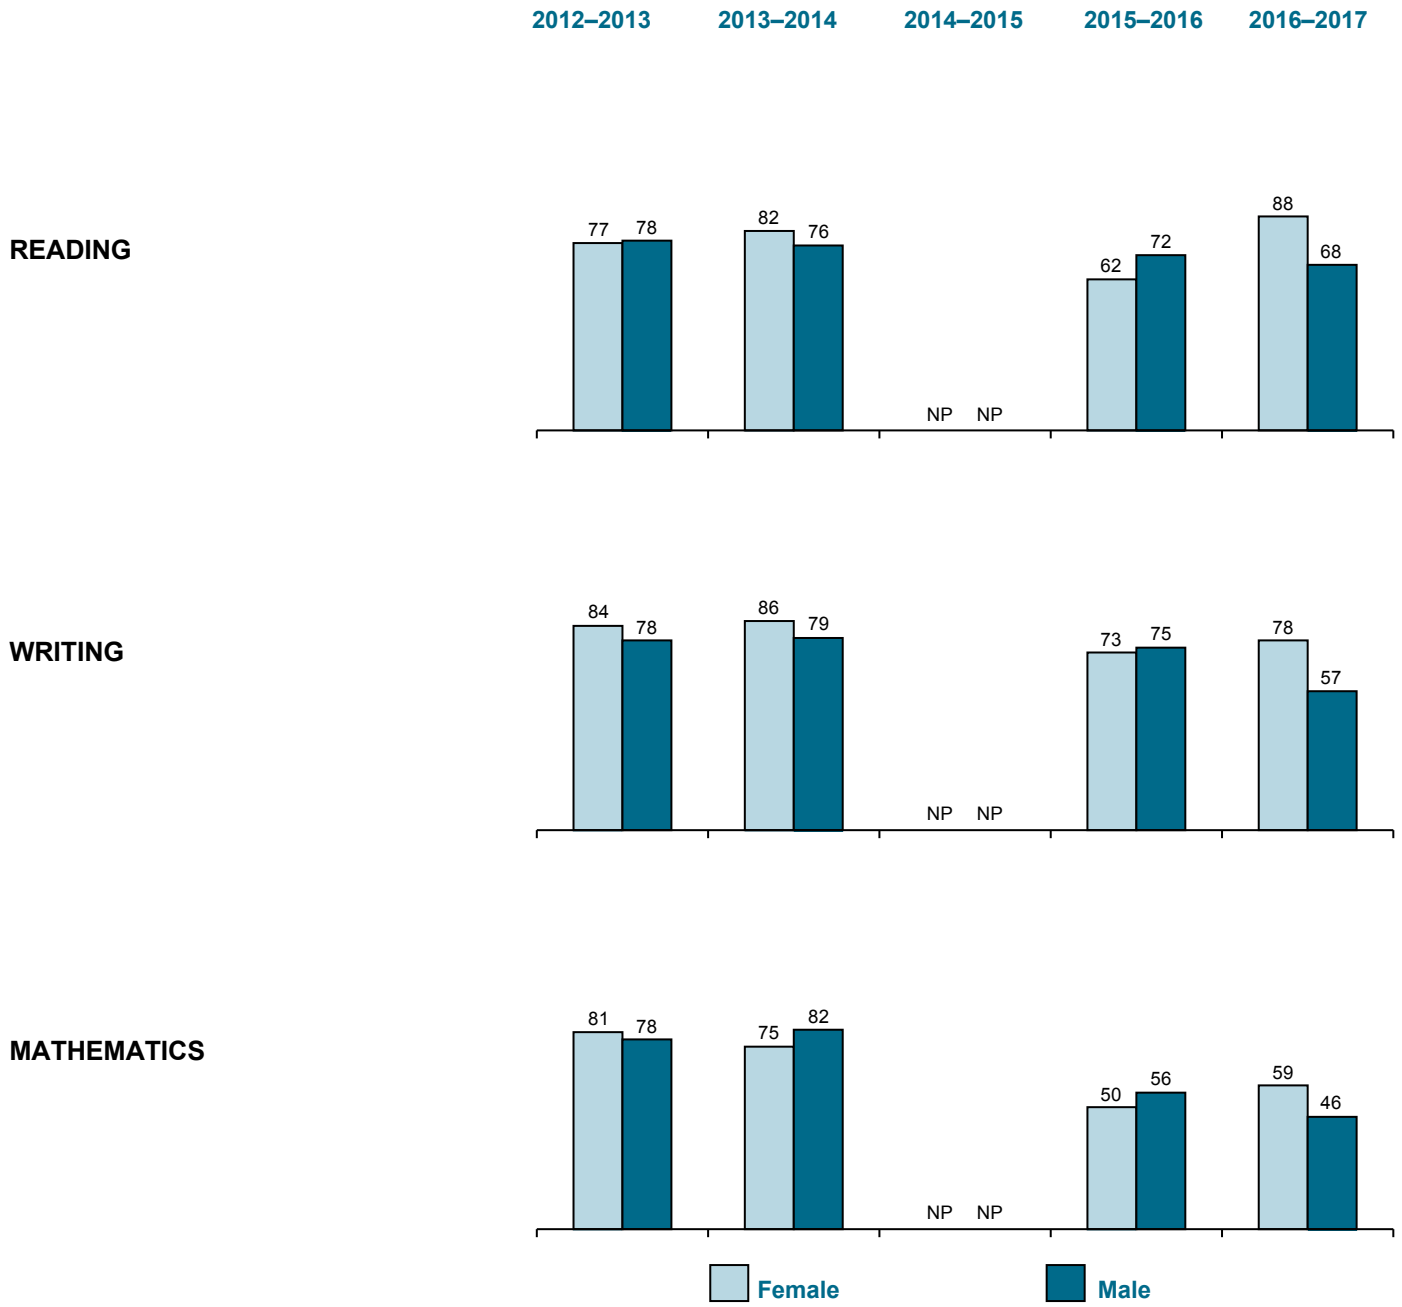 2012–2013 2013–2014 2014–2015 2015–2016 2016–2017
READING
77 78 82 76 NP NP 62 72 88 68
WRITING
84 78 86 79 NP NP 73 75 78 57
MATHEMATICS
81 78 75 82 NP NP 50 56 59 46
Female Male